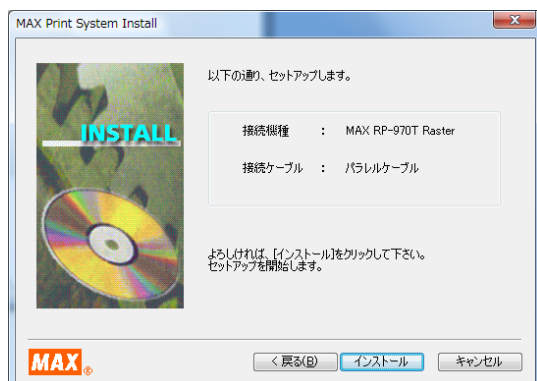 MAX Print System Install
以下の通り、セットアップします。
INSTALL
接続機種 : MAX RP-970T Raster
接続ケーブル : パラレルケーブル
よろしければ、[インストール]をクリックして下さい。
セットアップを開始します。
MAX®
< 戻る(B) インストール キャンセル